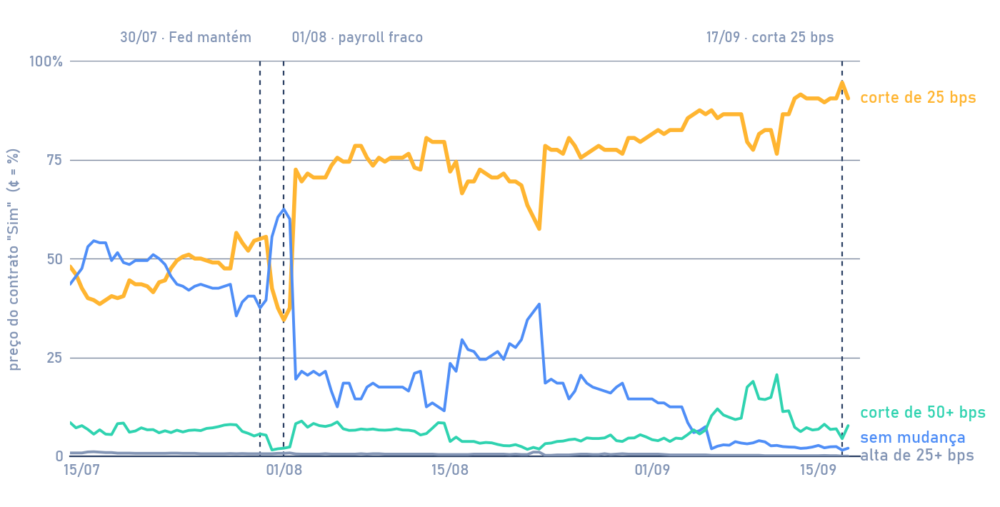 30/07 · Fed mantém
01/08 · payroll fraco
17/09 · corta 25 bps
100%
75
50
25
0
preço do contrato "Sim" (¢ = %)
corte de 25 bps
corte de 50+ bps
sem mudança
alta de 25+ bps
15/07
01/08
15/08
01/09
15/09